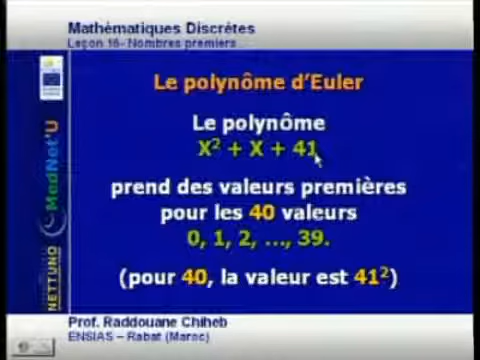 Mathématiques Discrétes
Leçon 16- Nombres premiers
Le polynôme d'Euler
Le polynôme
X² + X + 41
prend des valeurs premières
pour les 40 valeurs
0, 1, 2, ..., 39.
(pour 40, la valeur est 41²)
NETTUNO MedNet'U
Prof. Raddouane Chiheb
ENSIAS – Rabat (Maroc)